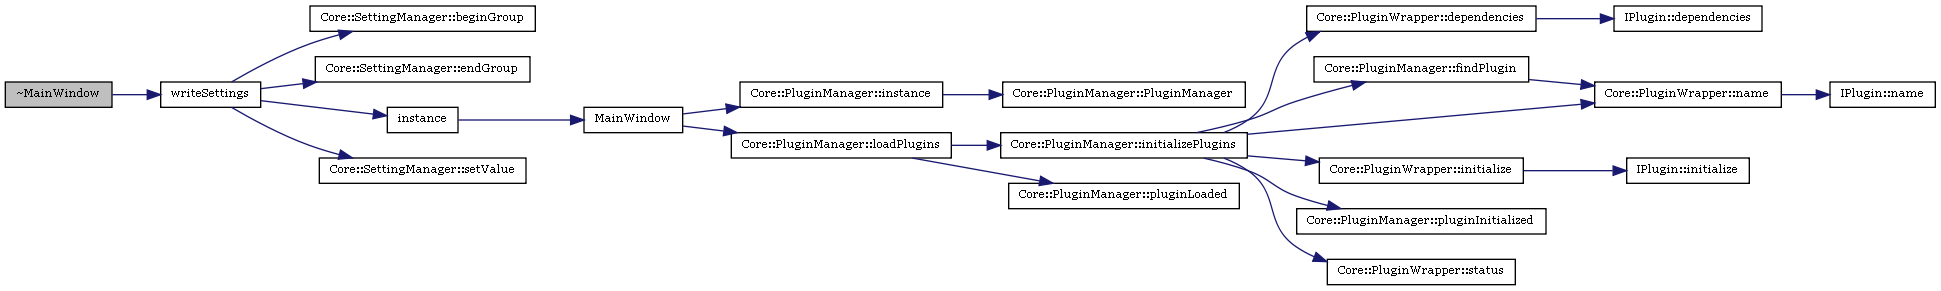 ~MainWindow
writeSettings
Core::SettingManager::beginGroup
Core::SettingManager::endGroup
instance
Core::SettingManager::setValue
MainWindow
Core::PluginManager::instance
Core::PluginManager::loadPlugins
Core::PluginManager::PluginManager
Core::PluginManager::initializePlugins
Core::PluginManager::pluginLoaded
Core::PluginWrapper::dependencies
Core::PluginManager::findPlugin
Core::PluginWrapper::initialize
Core::PluginManager::pluginInitialized
Core::PluginWrapper::status
IPlugin::dependencies
Core::PluginWrapper::name
IPlugin::initialize
IPlugin::name